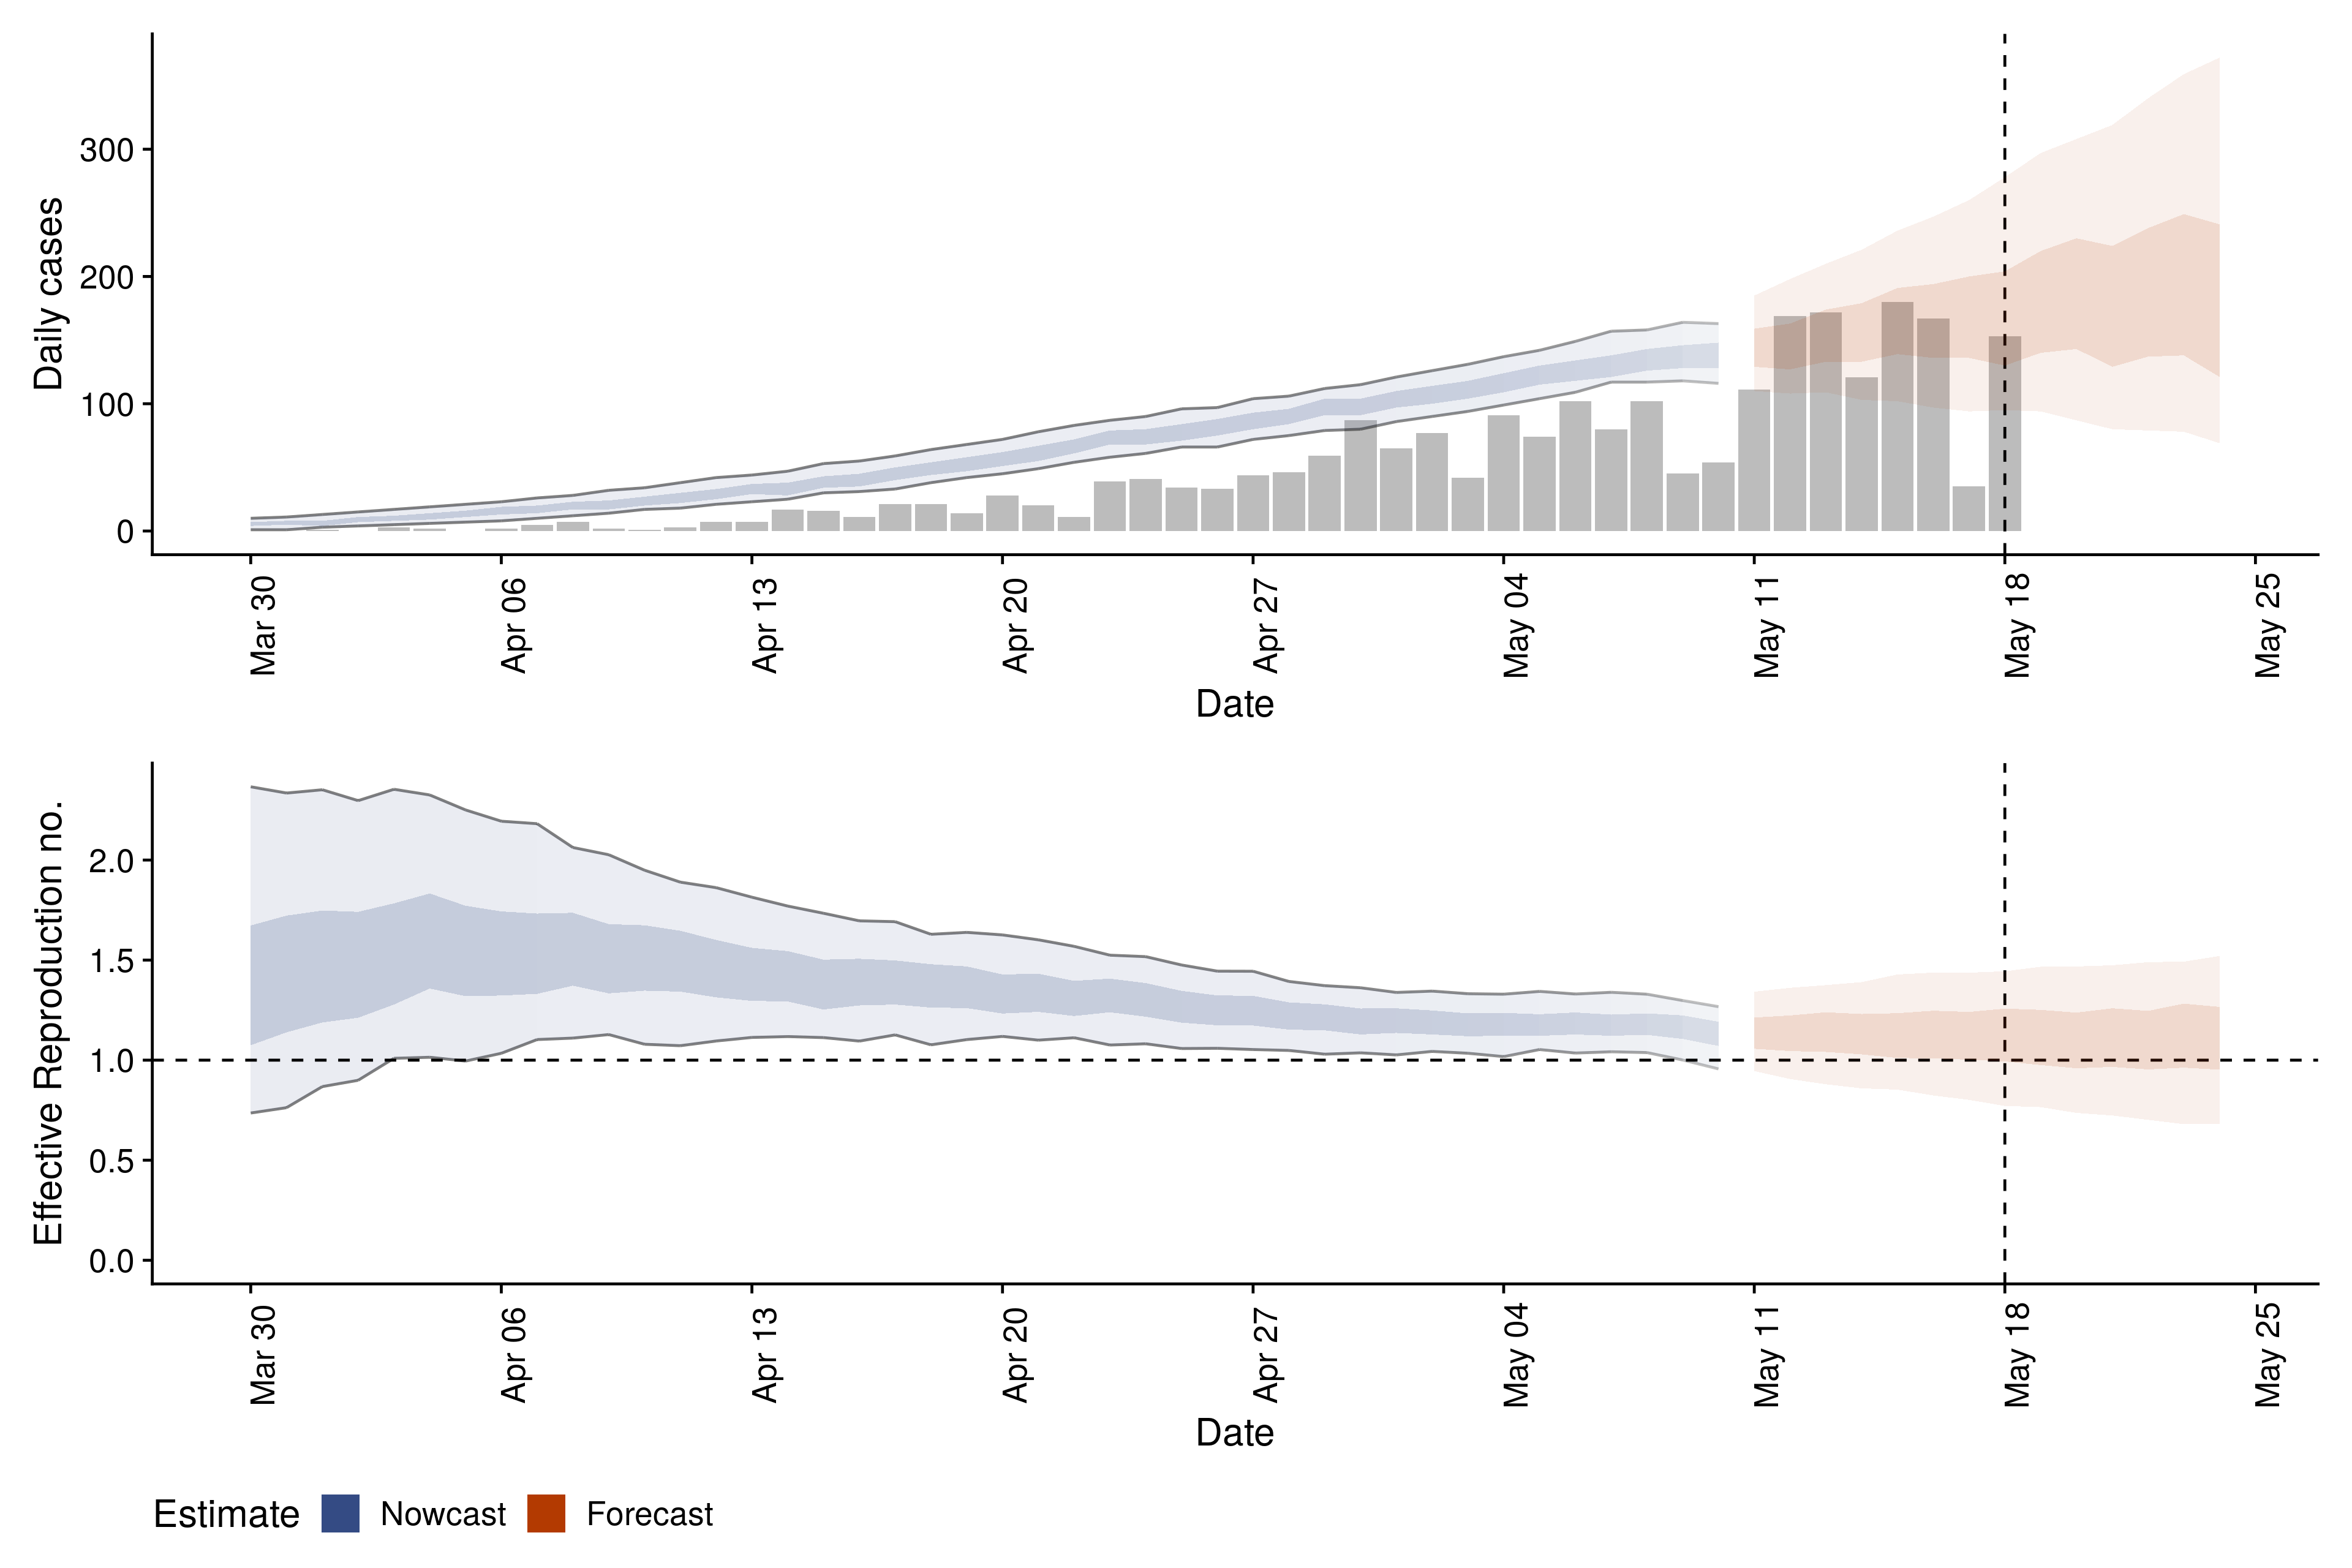 Daily cases
300
200
100
0
Mar 30
Apr 06
Apr 13
Apr 20
Apr 27
May 04
May 11
May 18
May 25
Date
Effective Reproduction no.
2.0
1.5
1.0
0.5
0.0
Mar 30
Apr 06
Apr 13
Apr 20
Apr 27
May 04
May 11
May 18
May 25
Date
Estimate Nowcast Forecast